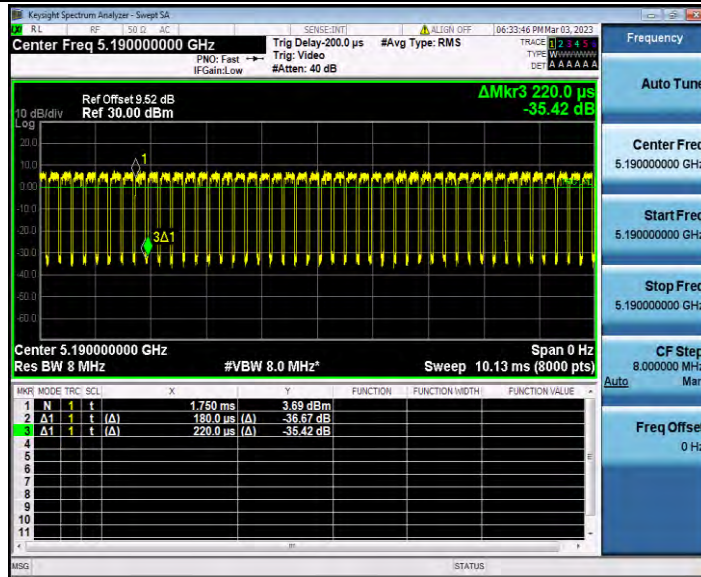 Keysight Spectrum Analyzer - Swept SA
RL RF 50 Ω AC SENSE:INT ALIGN OFF 06:33:46 PM Mar 03, 2023
Center Freq 5.190000000 GHz
PNO: Fast
IFGain:Low
Trig Delay-200.0 µs
Trig: Video
#Atten: 40 dB
#Avg Type: RMS
TRACE 1 2 3 4 5 6
TYPE W
DET A A A A A A
Frequency
Auto Tune
Center Freq
5.190000000 GHz
Start Freq
5.190000000 GHz
Stop Freq
5.190000000 GHz
CF Step
8.000000 MHz
Auto Man
Freq Offset
0 Hz
ΔMkr3 220.0 µs
-35.42 dB
Ref Offset 9.52 dB
10 dB/div Ref 30.00 dBm
Log
20.0
10.0
0.00
-10.0
-20.0
-30.0
-40.0
-50.0
-60.0
1
3Δ1
Center 5.190000000 GHz Span 0 Hz
Res BW 8 MHz #VBW 8.0 MHz* Sweep 10.13 ms (8000 pts)
MKR MODE TRC SCL X Y FUNCTION FUNCTION WIDTH FUNCTION VALUE
1 N 1 t 1.750 ms 3.69 dBm
2 Δ1 1 t (Δ) 180.0 µs (Δ) -36.67 dB
3 Δ1 1 t (Δ) 220.0 µs (Δ) -35.42 dB
4
5
6
7
8
9
10
11
MSG STATUS